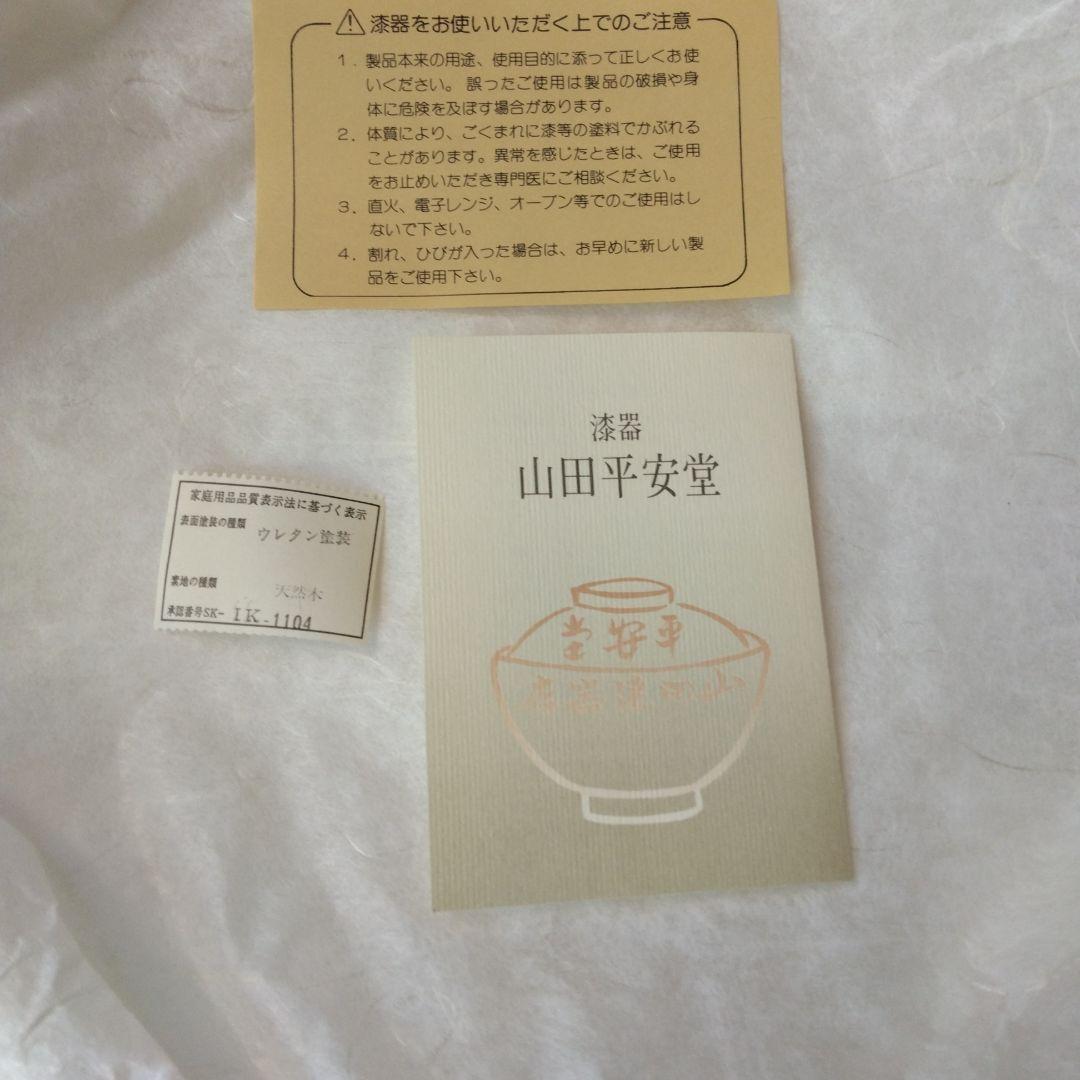 ⚠漆器をお使いいただく上でのご注意
1．製品本来の用途、使用目的に添って正しくお使
いください。誤ったご使用は製品の破損や身
体に危険を及ぼす場合があります。
2．体質により、ごくまれに漆等の塗料でかぶれる
ことがあります。異常を感じたときは、ご使用
をお止めいただき専門医にご相談ください。
3．直火、電子レンジ、オーブン等でのご使用はし
ないで下さい。
4．割れ、ひびが入った場合は、お早めに新しい製
品をご使用下さい。
漆器
山田平安堂
堂安平
家庭用品品質表示法に基づく表示
表面塗装の種類
ウレタン塗装
素地の種類
天然木
承認番号SK-IK-1104